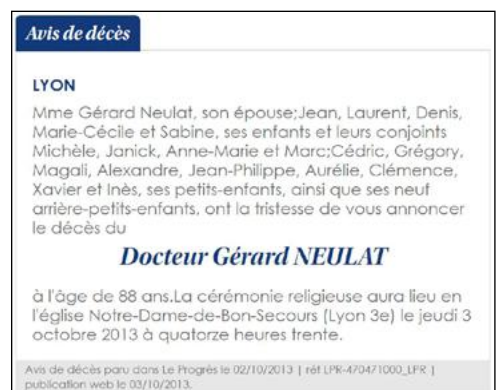 Avis de décès
LYON
Mme Gérard Neulat, son épouse;Jean, Laurent, Denis,
Marie-Cécile et Sabine, ses enfants et leurs conjoints
Michèle, Janick, Anne-Marie et Marc;Cédric, Grégory,
Magali, Alexandre, Jean-Philippe, Aurélie, Clémence,
Xavier et Inès, ses petits-enfants, ainsi que ses neuf
arrière-petits-enfants, ont la tristesse de vous annoncer
le décès du
Docteur Gérard NEULAT
à l'âge de 88 ans.La cérémonie religieuse aura lieu en
l'église Notre-Dame-de-Bon-Secours (Lyon 3e) le jeudi 3
octobre 2013 à quatorze heures trente.
Avis de décès paru dans Le Progrès le 02/10/2013 | réf LPR-470471000_LPR |
publication web le 03/10/2013.